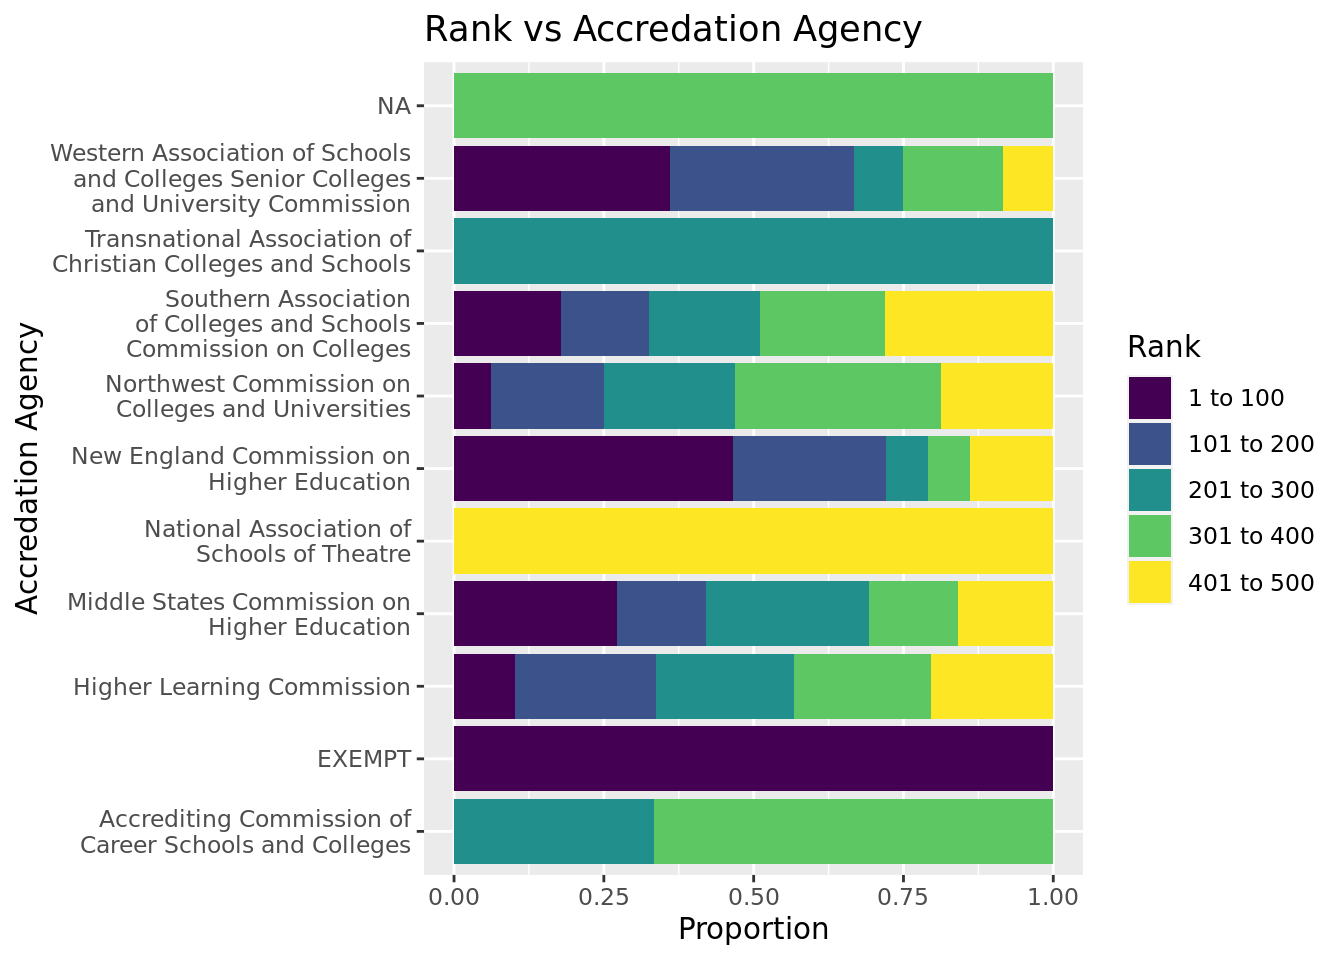 Rank vs Accredation Agency
NA
Western Association of Schools
and Colleges Senior Colleges
and University Commission
Transnational Association of
Christian Colleges and Schools
Southern Association
of Colleges and Schools
Commission on Colleges
Northwest Commission on
Colleges and Universities
New England Commission on
Higher Education
National Association of
Schools of Theatre
Middle States Commission on
Higher Education
Higher Learning Commission
EXEMPT
Accrediting Commission of
Career Schools and Colleges
Accredation Agency
0.00 0.25 0.50 0.75 1.00
Proportion
Rank
1 to 100
101 to 200
201 to 300
301 to 400
401 to 500